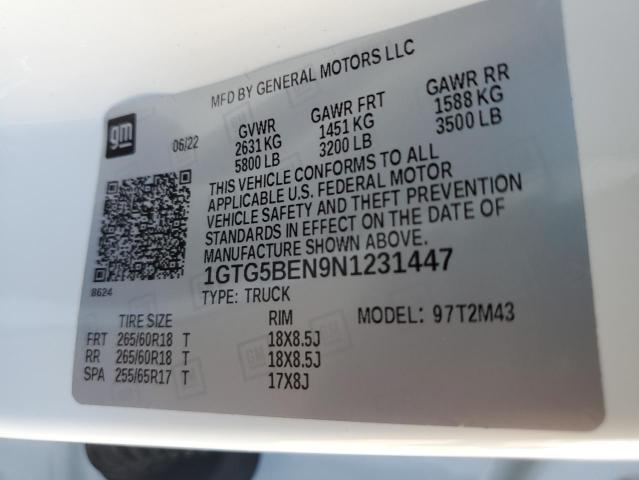 MFD BY GENERAL MOTORS LLC
gm
06/22
GVWR GAWR FRT GAWR RR
2631 KG 1451 KG 1588 KG
5800 LB 3200 LB 3500 LB
THIS VEHICLE CONFORMS TO ALL
APPLICABLE U.S. FEDERAL MOTOR
VEHICLE SAFETY AND THEFT PREVENTION
STANDARDS IN EFFECT ON THE DATE OF
MANUFACTURE SHOWN ABOVE.
8624
1GTG5BEN9N1231447
TYPE: TRUCK
MODEL: 97T2M43
TIRE SIZE RIM
FRT 265/60R18 T 18X8.5J
RR 265/60R18 T 18X8.5J
SPA 255/65R17 T 17X8J